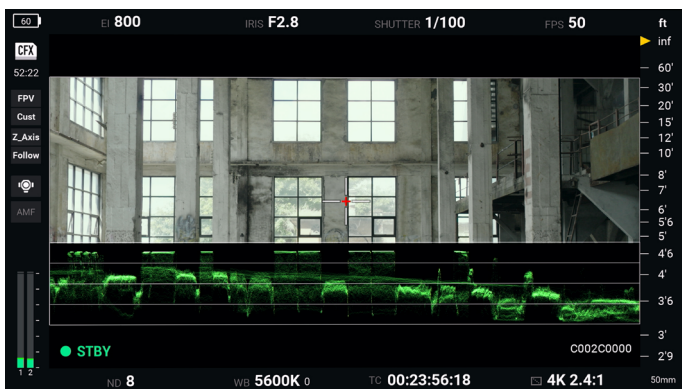 60
EI 800
IRIS F2.8
SHUTTER 1/100
FPS 50
ft
CFX
52:22
FPV
Cust
Z_Axis
Follow
AMF
1 2
inf
60'
30'
20'
15'
12'
10'
8'
7'
6'
5'6
5'
4'6
4'
3'6
3'
2'9
50mm
STBY
C002C0000
ND 8
WB 5600K 0
TC 00:23:56:18
4K 2.4:1